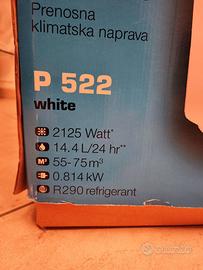 Prenosna
klimatska naprava
P 522
white
2125 Watt*
14.4 L/24 hr**
55-75m³
0.814 kW
R290 refrigerant